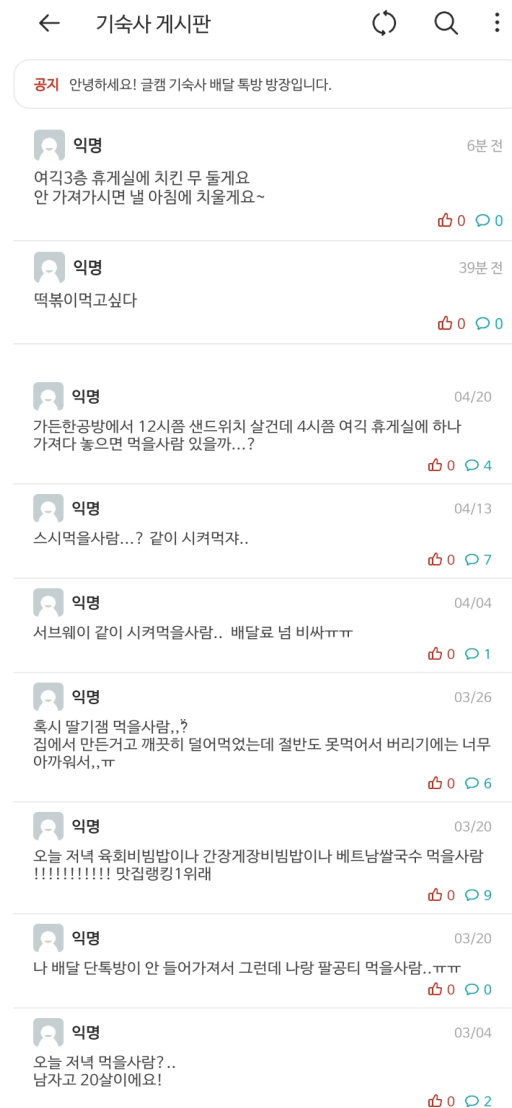 기숙사 게시판
공지 안녕하세요! 글캠 기숙사 배달 톡방 방장입니다.
익명 6분 전
여긱3층 휴게실에 치킨 무 둘게요
안 가져가시면 낼 아침에 치울게요~
0 0
익명 39분 전
떡볶이먹고싶다
0 0
익명 04/20
가든한공방에서 12시쯤 샌드위치 살건데 4시쯤 여긱 휴게실에 하나
가져다 놓으면 먹을사람 있을까...?
0 4
익명 04/13
스시먹을사람...? 같이 시켜먹쟈..
0 7
익명 04/04
서브웨이 같이 시켜먹을사람.. 배달료 넘 비싸ㅠㅠ
0 1
익명 03/26
혹시 딸기잼 먹을사람,,?
집에서 만든거고 깨끗히 덜어먹었는데 절반도 못먹어서 버리기에는 너무
아까워서,,ㅠ
0 6
익명 03/20
오늘 저녁 육회비빔밥이나 간장게장비빔밥이나 베트남쌀국수 먹을사람
!!!!!!!!!!! 맛집랭킹1위래
0 9
익명 03/20
나 배달 단톡방이 안 들어가져서 그런데 나랑 팔공티 먹을사람..ㅠㅠ
0 0
익명 03/04
오늘 저녁 먹을사람?..
남자고 20살이에요!
0 2